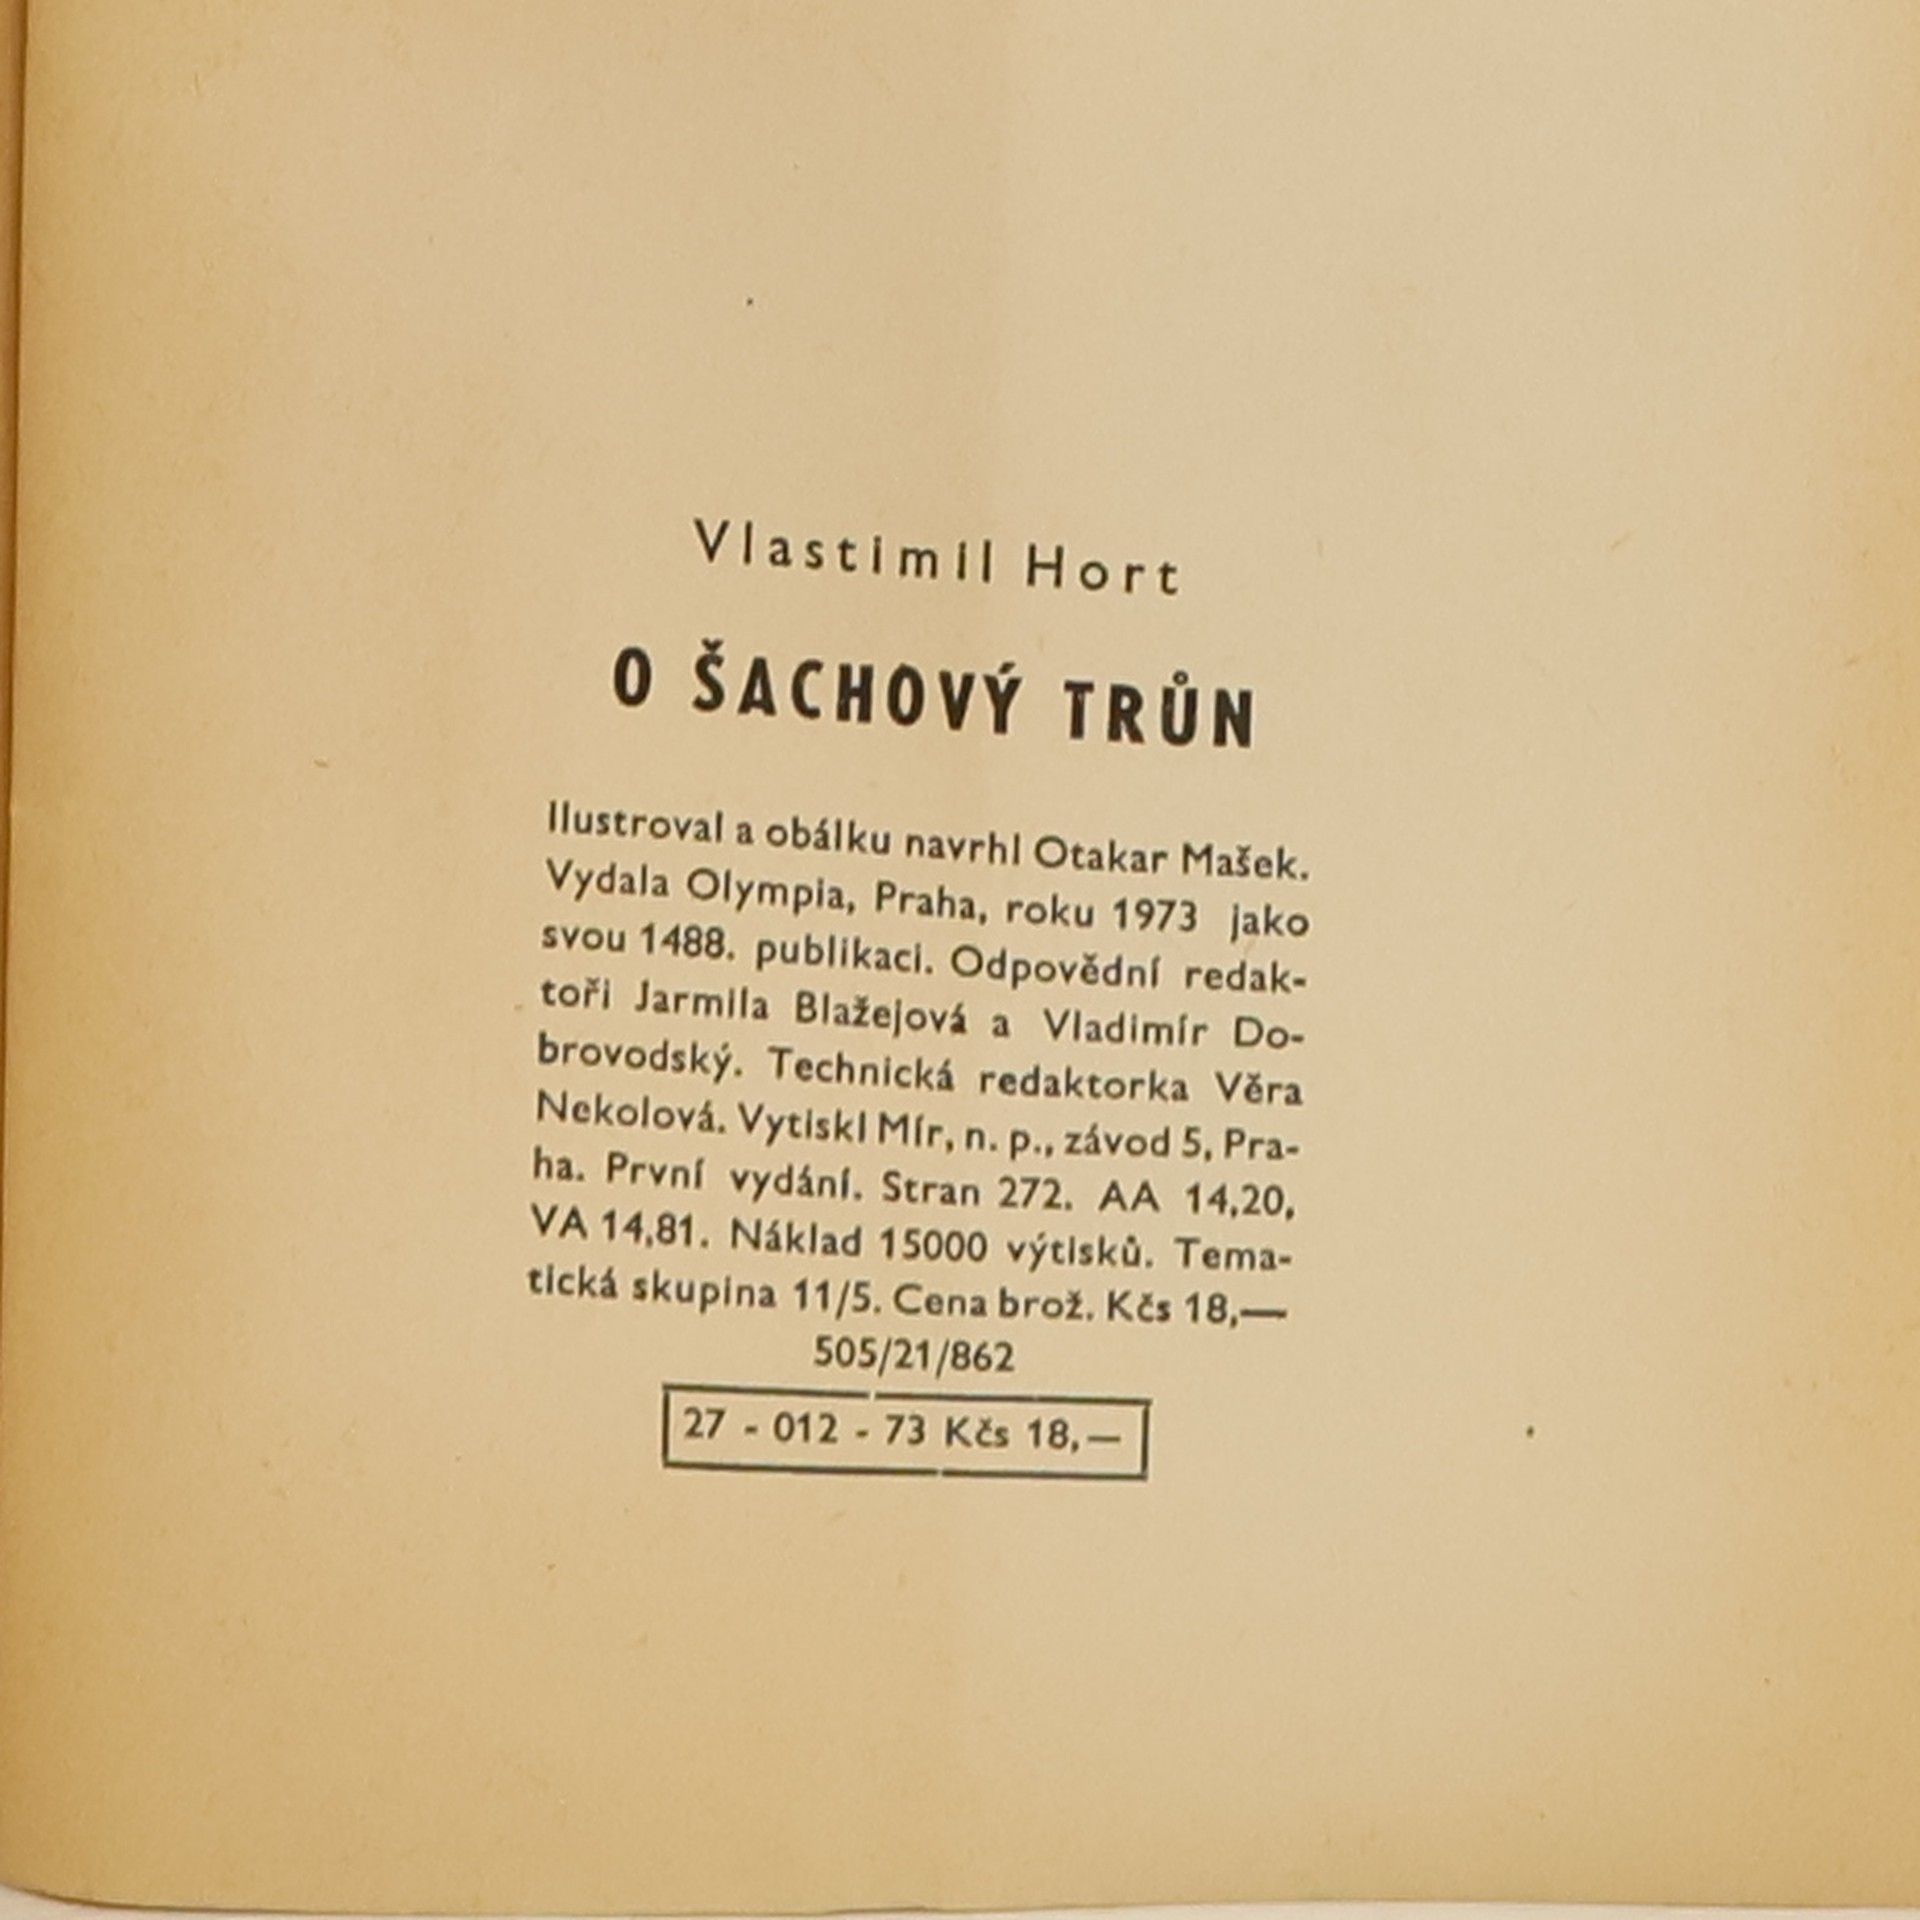 Vlastimil Hort
O ŠACHOVÝ TRŮN
Ilustroval a obálku navrhl Otakar Mašek.
Vydala Olympia, Praha, roku 1973 jako
svou 1488. publikaci. Odpovědní redak-
toři Jarmila Blažejová a Vladimír Do-
brovodský. Technická redaktorka Věra
Nekolová. Vytiskl Mír, n. p., závod 5, Pra-
ha. První vydání. Stran 272. AA 14,20,
VA 14,81. Náklad 15000 výtisků. Tema-
tická skupina 11/5. Cena brož. Kčs 18,—
505/21/862
27 - 012 - 73 Kčs 18,—